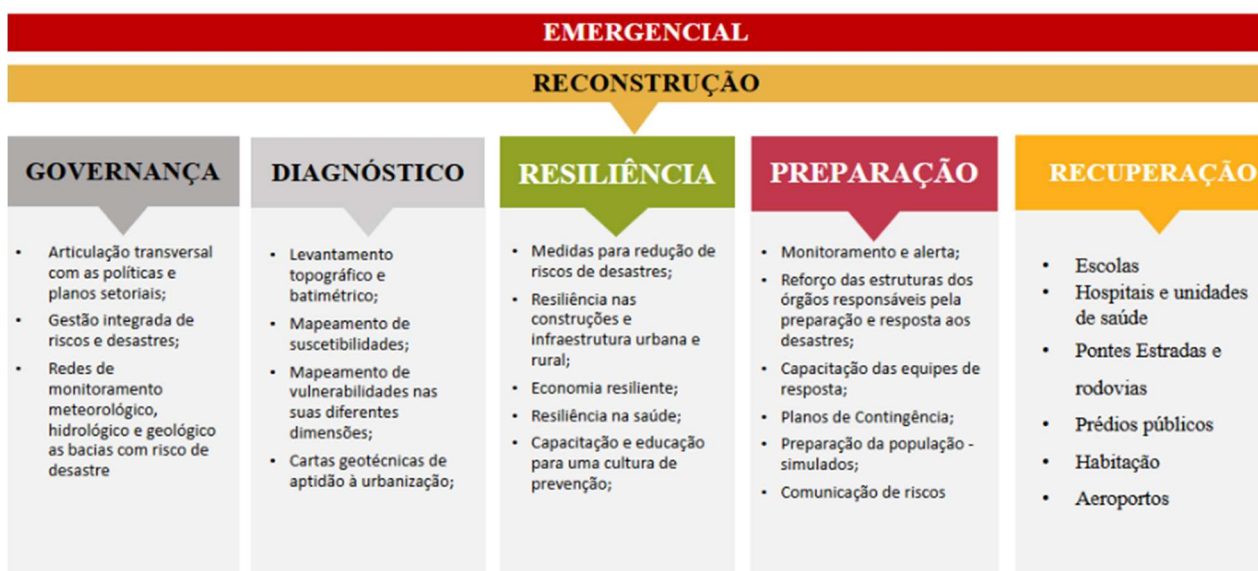 EMERGENCIAL
RECONSTRUÇÃO
GOVERNANÇA
• Articulação transversal
com as políticas e
planos setoriais;
• Gestão integrada de
riscos e desastres;
• Redes de
monitoramento
meteorológico,
hidrológico e geológico
as bacias com risco de
desastre
DIAGNÓSTICO
• Levantamento
topográfico e
batimétrico;
• Mapeamento de
suscetibilidades;
• Mapeamento de
vulnerabilidades nas
suas diferentes
dimensões;
• Cartas geotécnicas de
aptidão à urbanização;
RESILIÊNCIA
• Medidas para redução de
riscos de desastres;
• Resiliência nas
construções e
infraestrutura urbana e
rural;
• Economia resiliente;
• Resiliência na saúde;
• Capacitação e educação
para uma cultura de
prevenção;
PREPARAÇÃO
• Monitoramento e alerta;
• Reforço das estruturas dos
órgãos responsáveis pela
preparação e resposta aos
desastres;
• Capacitação das equipes de
resposta;
• Planos de Contingência;
• Preparação da população -
simulados;
• Comunicação de riscos
RECUPERAÇÃO
• Escolas
• Hospitais e unidades
de saúde
• Pontes Estradas e
rodovias
• Prédios públicos
• Habitação
• Aeroportos